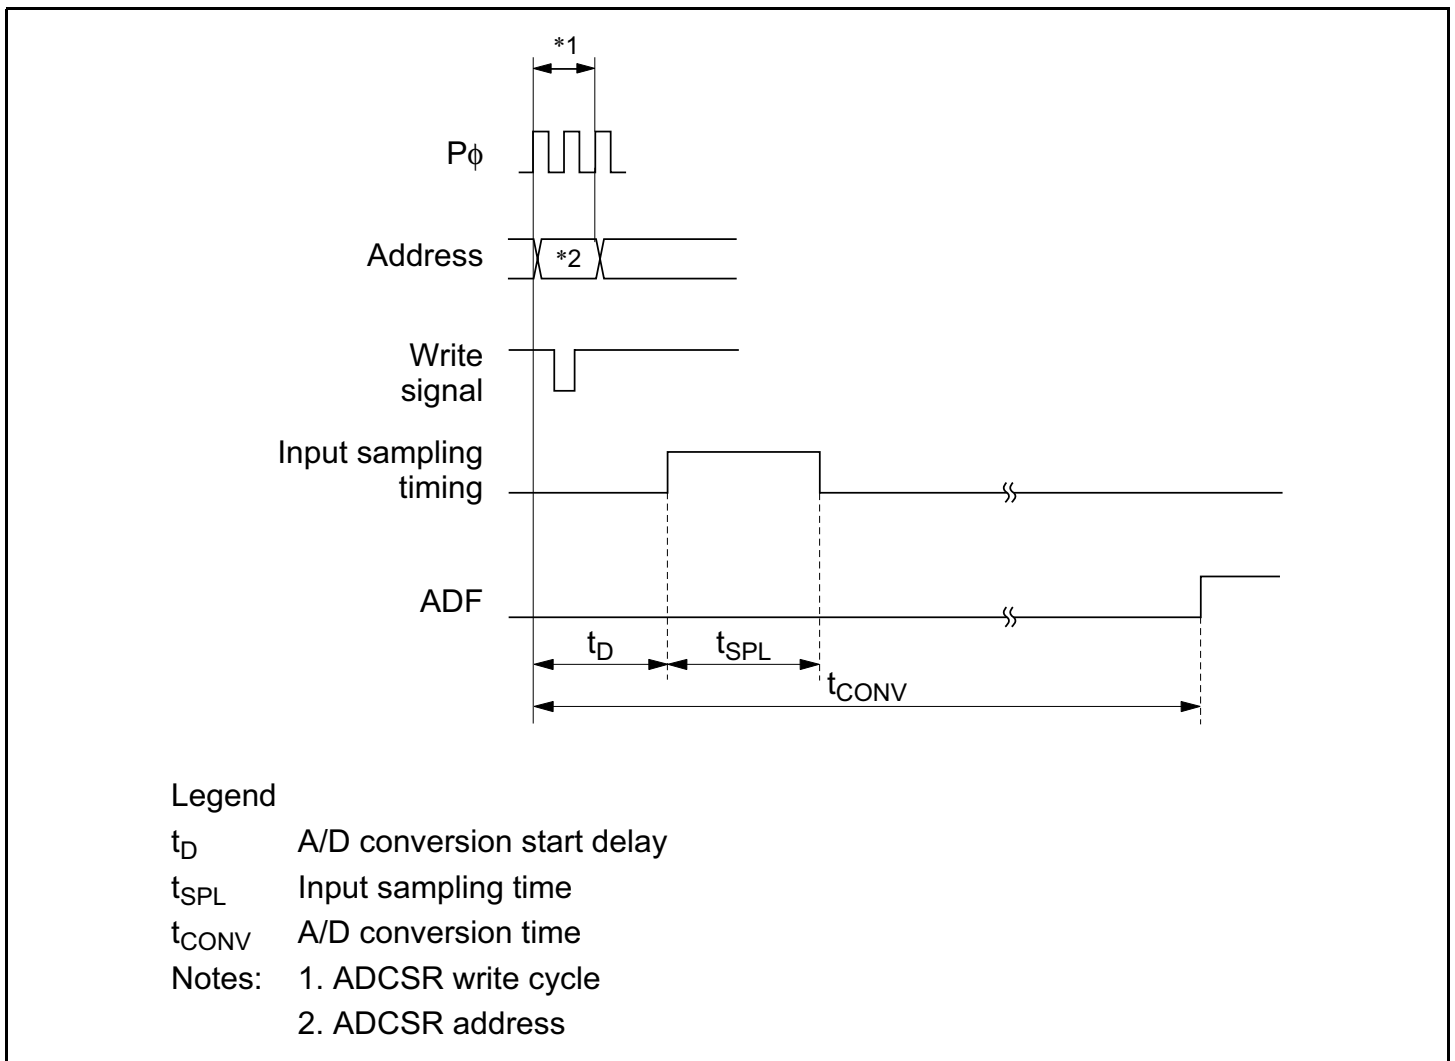 *1
Pφ
Address
*2
Write
signal
Input sampling
timing
ADF
tD
tSPL
tCONV
Legend
tD A/D conversion start delay
tSPL Input sampling time
tCONV A/D conversion time
Notes: 1. ADCSR write cycle
2. ADCSR address